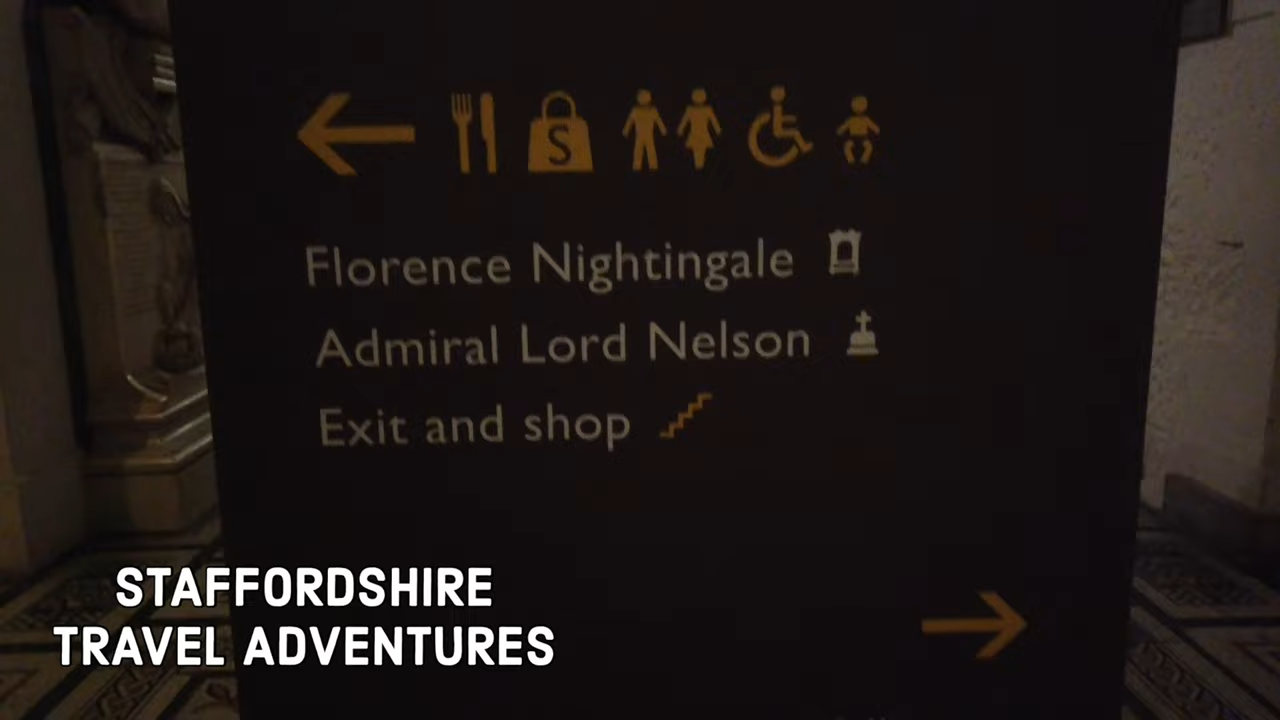 S
Florence Nightingale
Admiral Lord Nelson
Exit and shop
STAFFORDSHIRE
TRAVEL ADVENTURES